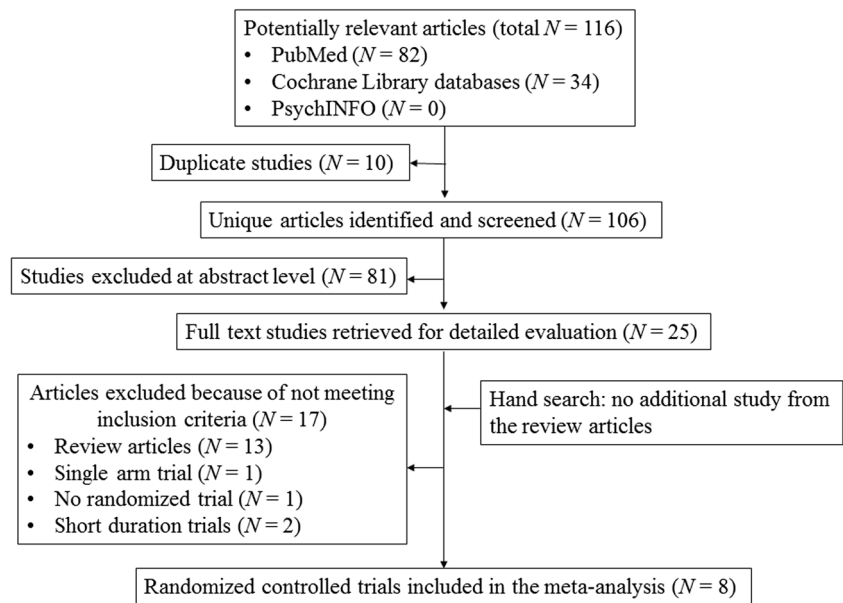 Potentially relevant articles (total N = 116)
• PubMed (N = 82)
• Cochrane Library databases (N = 34)
• PsychINFO (N = 0)
Duplicate studies (N = 10)
Unique articles identified and screened (N = 106)
Studies excluded at abstract level (N = 81)
Full text studies retrieved for detailed evaluation (N = 25)
Hand search: no additional study from
the review articles
Articles excluded because of not meeting
inclusion criteria (N = 17)
• Review articles (N = 13)
• Single arm trial (N = 1)
• No randomized trial (N = 1)
• Short duration trials (N = 2)
Randomized controlled trials included in the meta-analysis (N = 8)